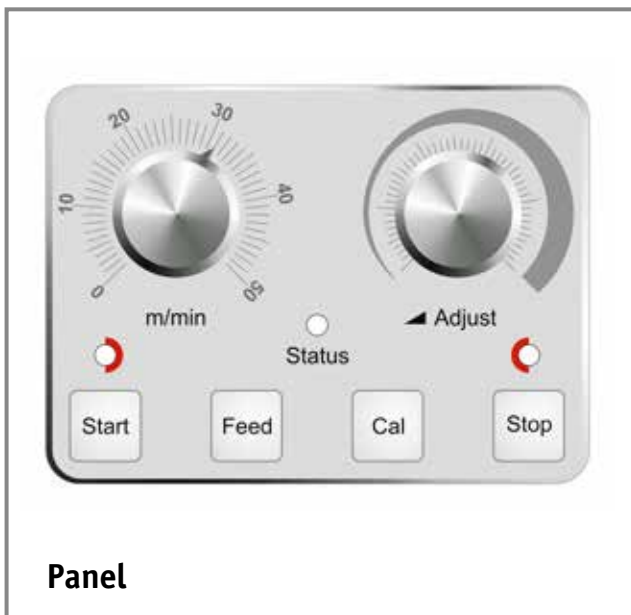 20
30
10
40
0
50
m/min
Adjust
Status
Start
Feed
Cal
Stop
Panel